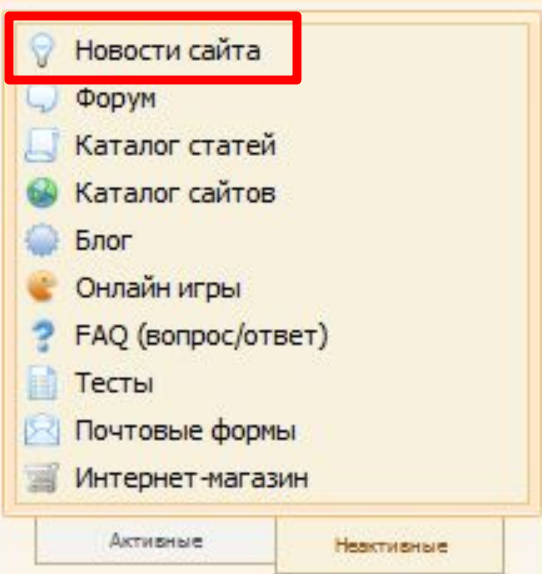 Новости сайта
Форум
Каталог статей
Каталог сайтов
Блог
Онлайн игры
FAQ (вопрос/ответ)
Тесты
Почтовые формы
Интернет-магазин
Активные
Неактивные